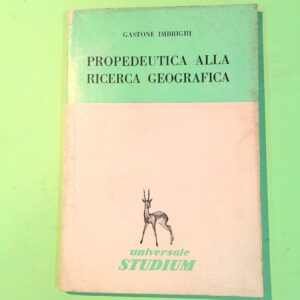 GASTONE IMBRIGHI
PROPEDEUTICA ALLA
RICERCA GEOGRAFICA
universale
STUDIUM